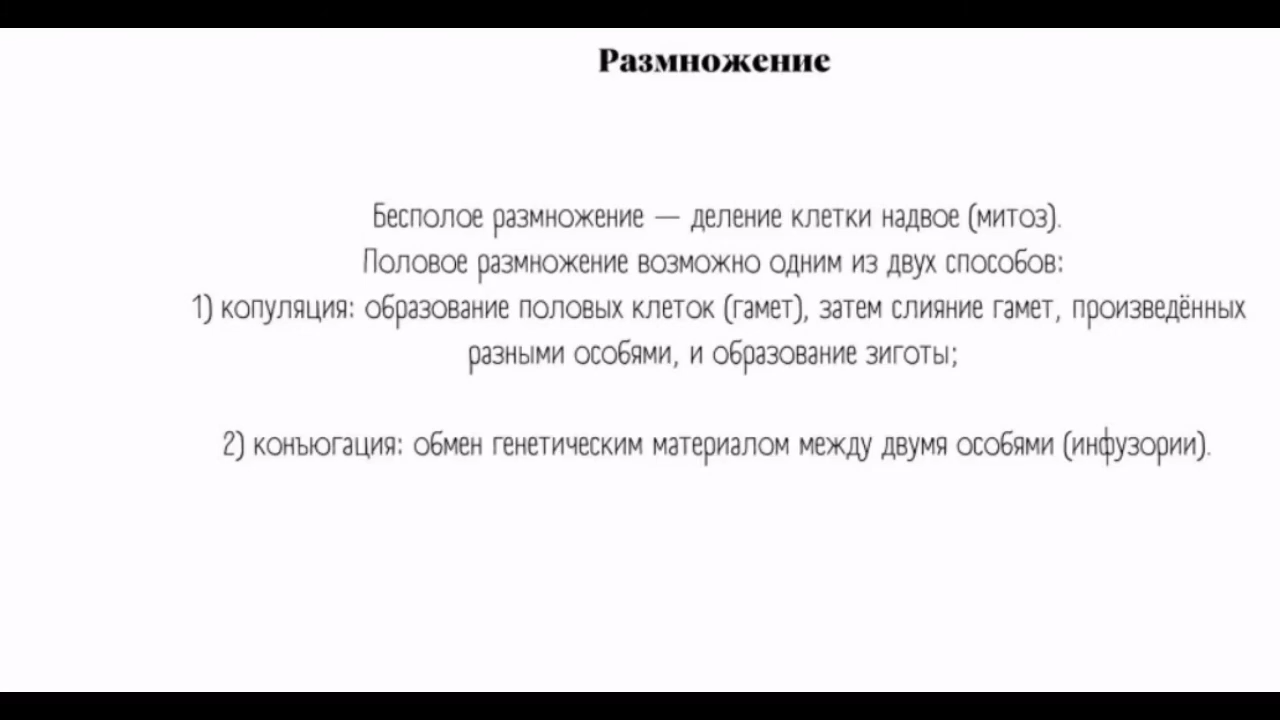 Размножение
Бесполое размножение — деление клетки надвое (митоз).
Половое размножение возможно одним из двух способов:
1) копуляция: образование половых клеток (гамет), затем слияние гамет, произведённых
разными особями, и образование зиготы;
2) конъюгация: обмен генетическим материалом между двумя особями (инфузории).